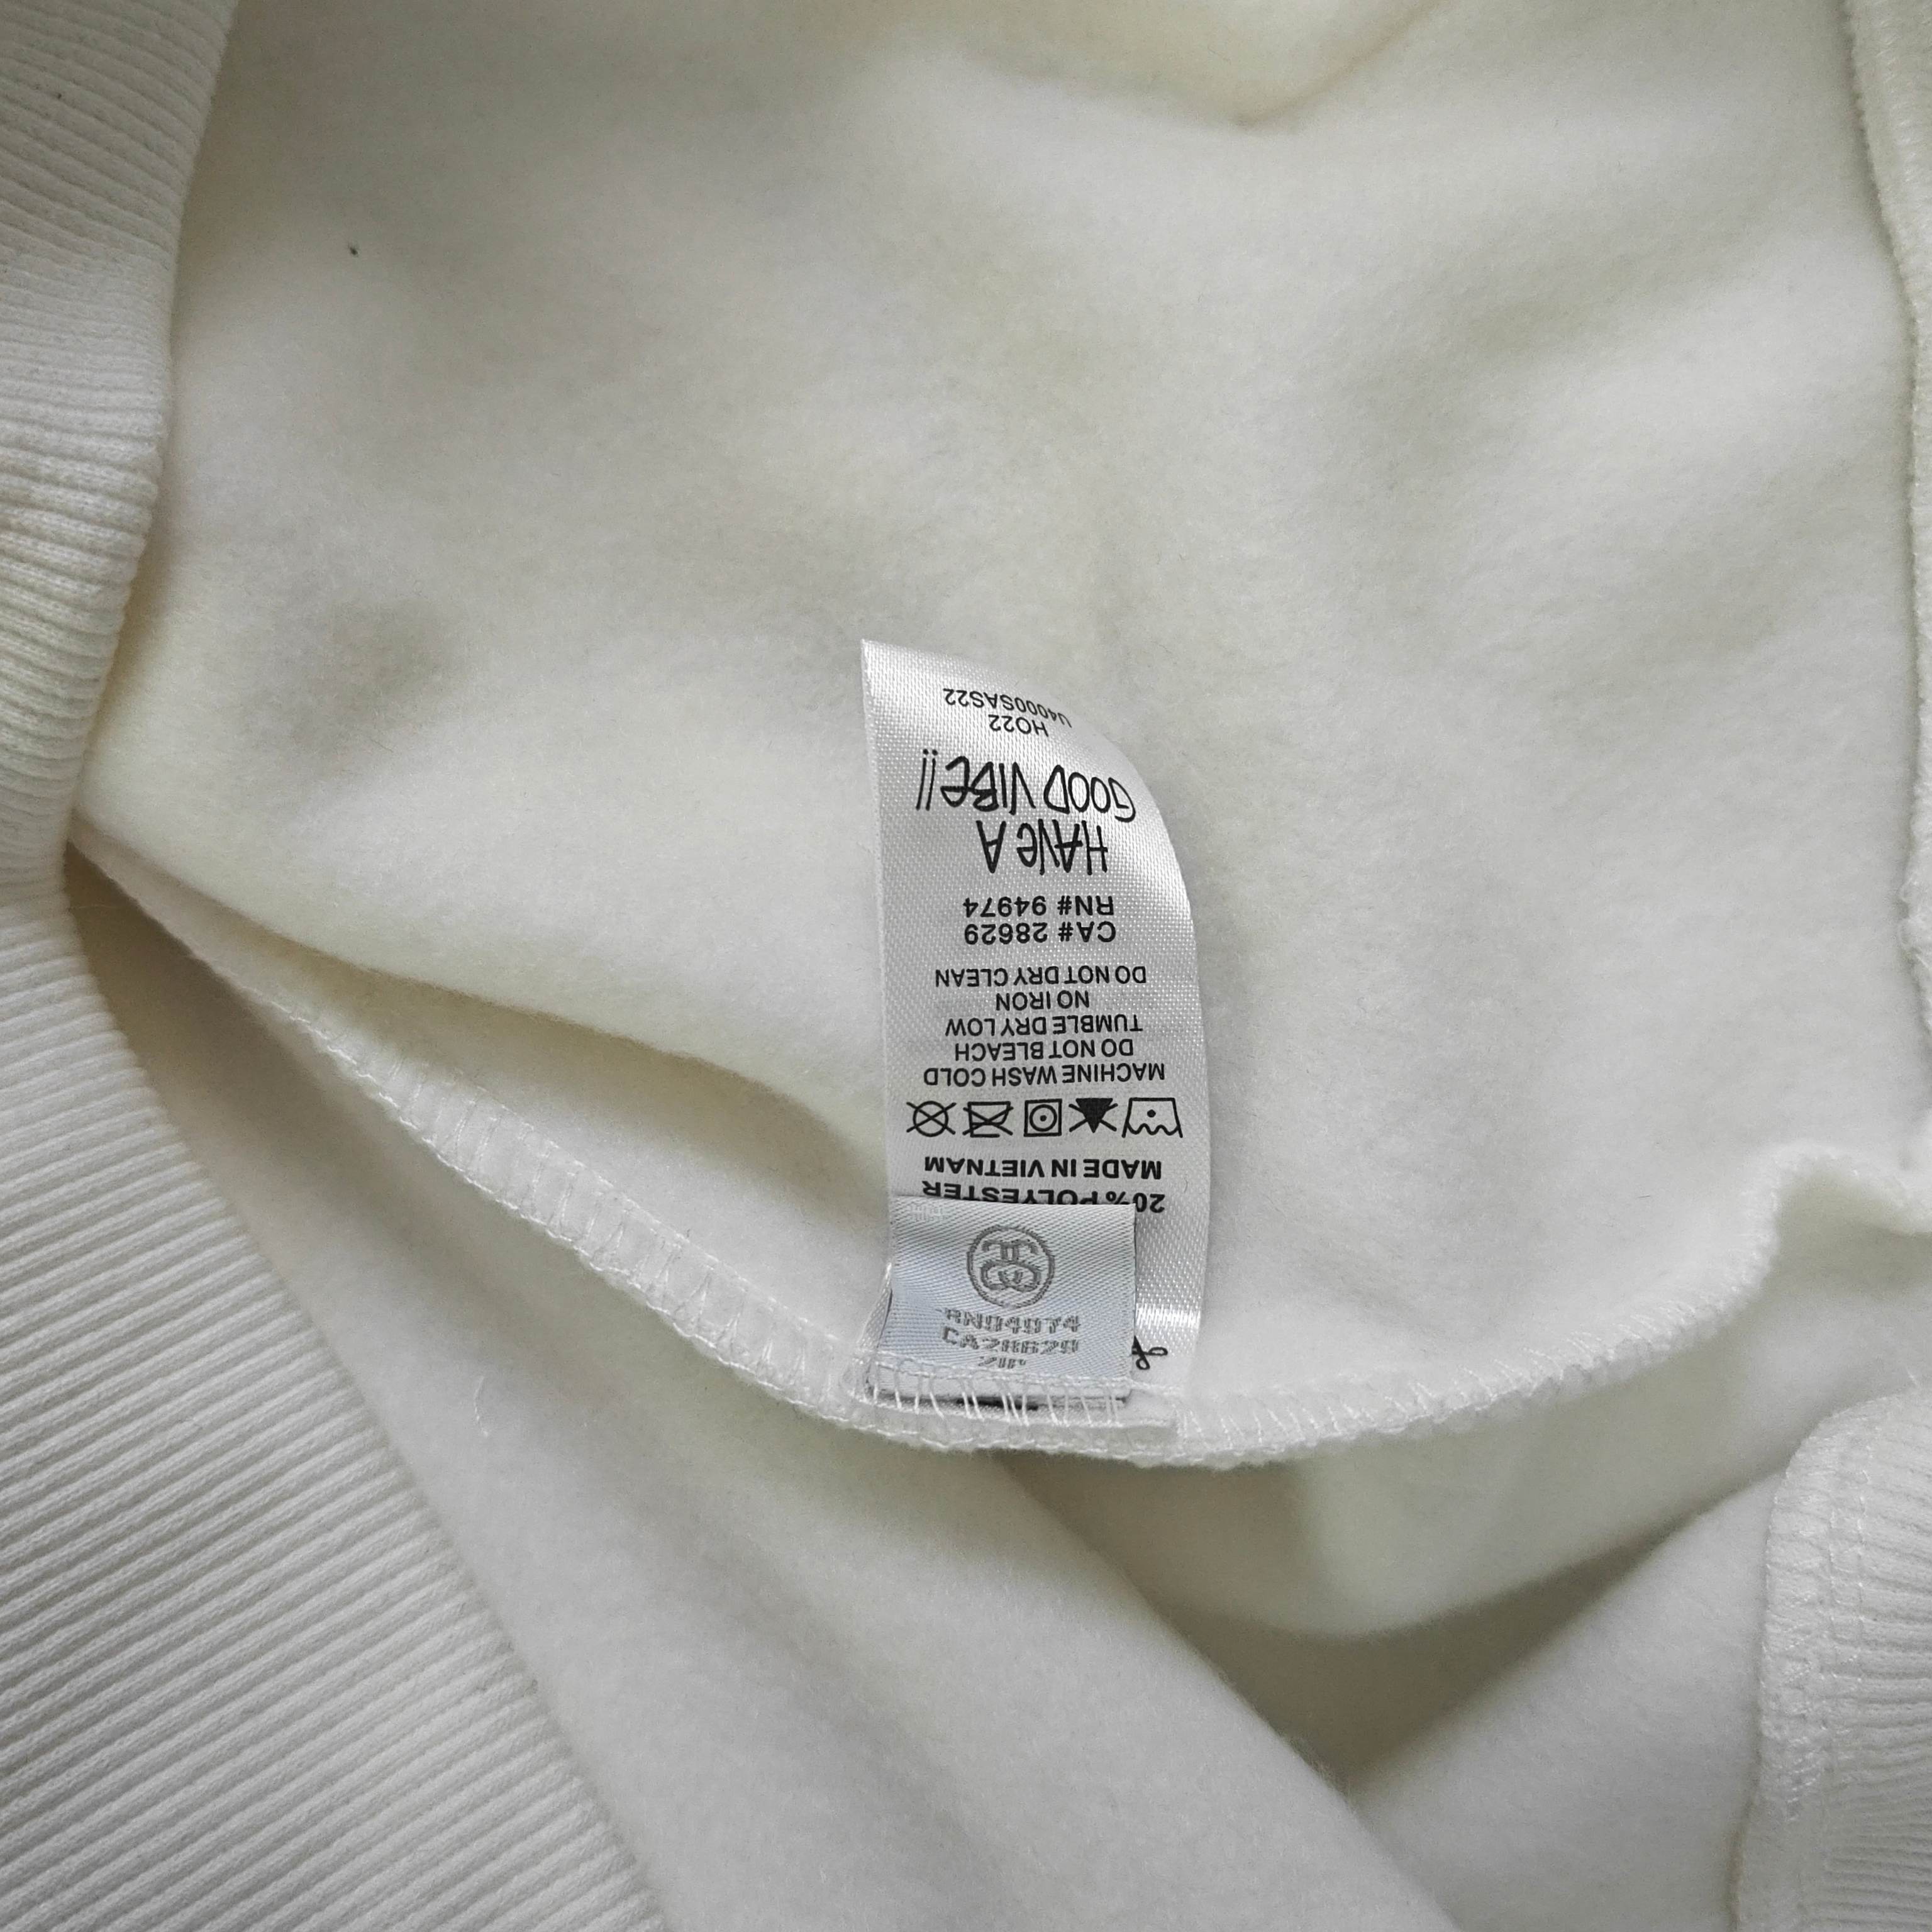 20% POLYESTER
MADE IN VIETNAM
MACHINE WASH COLD
DO NOT BLEACH
TUMBLE DRY LOW
NO IRON
DO NOT DRY CLEAN
CA# 28629
RN# 94974
HAVE A
GOOD VIBE!!
HO22
U4000SAS22
RN94974
CA28629